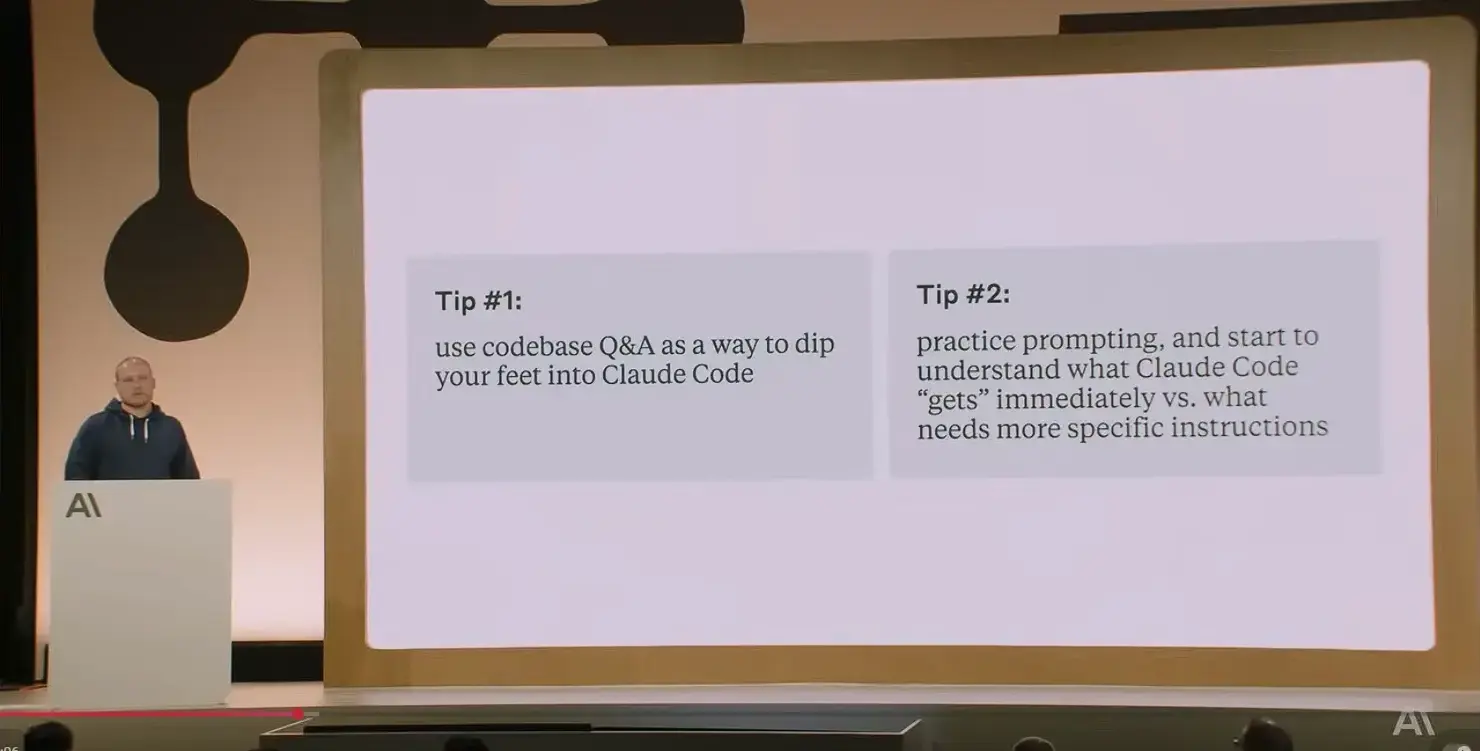 Tip #1:
use codebase Q&A as a way to dip
your feet into Claude Code
Tip #2:
practice prompting, and start to
understand what Claude Code
“gets” immediately vs. what
needs more specific instructions
A\
A\